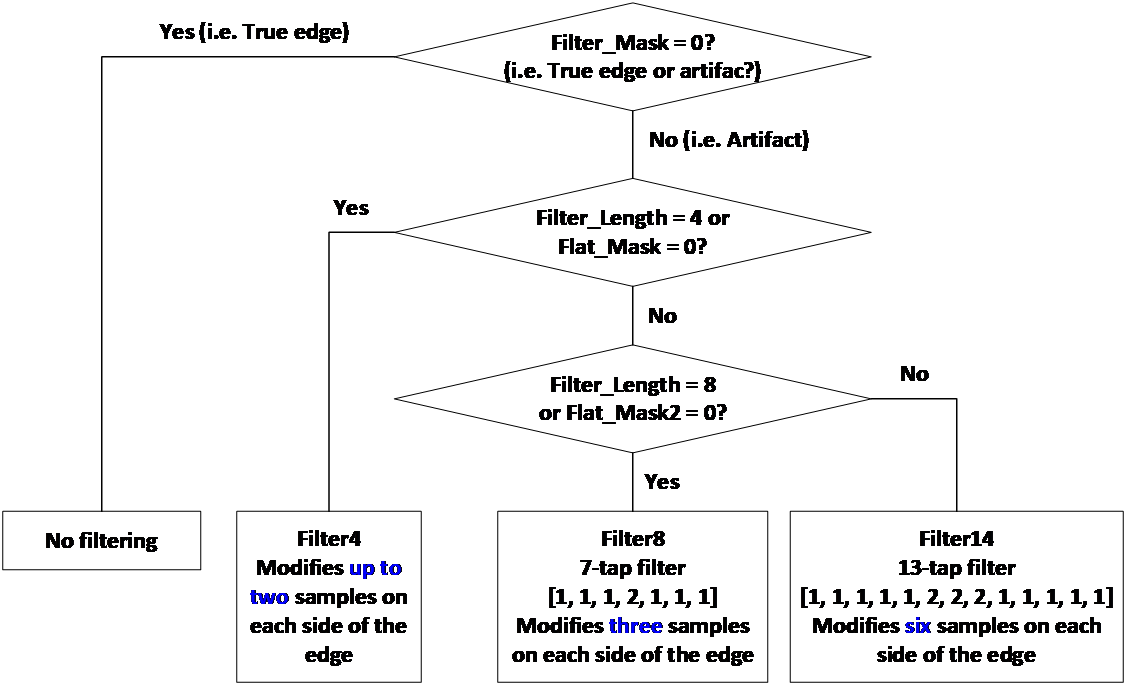 Yes (i.e. True edge)
Filter_Mask = 0?
(i.e. True edge or artifac?)
No (i.e. Artifact)
Yes
Filter_Length = 4 or
Flat_Mask = 0?
No
Filter_Length = 8
or Flat_Mask2 = 0?
No
Yes
No filtering
Filter4
Modifies up to
two samples on
each side of the
edge
Filter8
7-tap filter
[1, 1, 1, 2, 1, 1, 1]
Modifies three samples
on each side of the edge
Filter14
13-tap filter
[1, 1, 1, 1, 1, 2, 2, 2, 1, 1, 1, 1, 1]
Modifies six samples on each
side of the edge